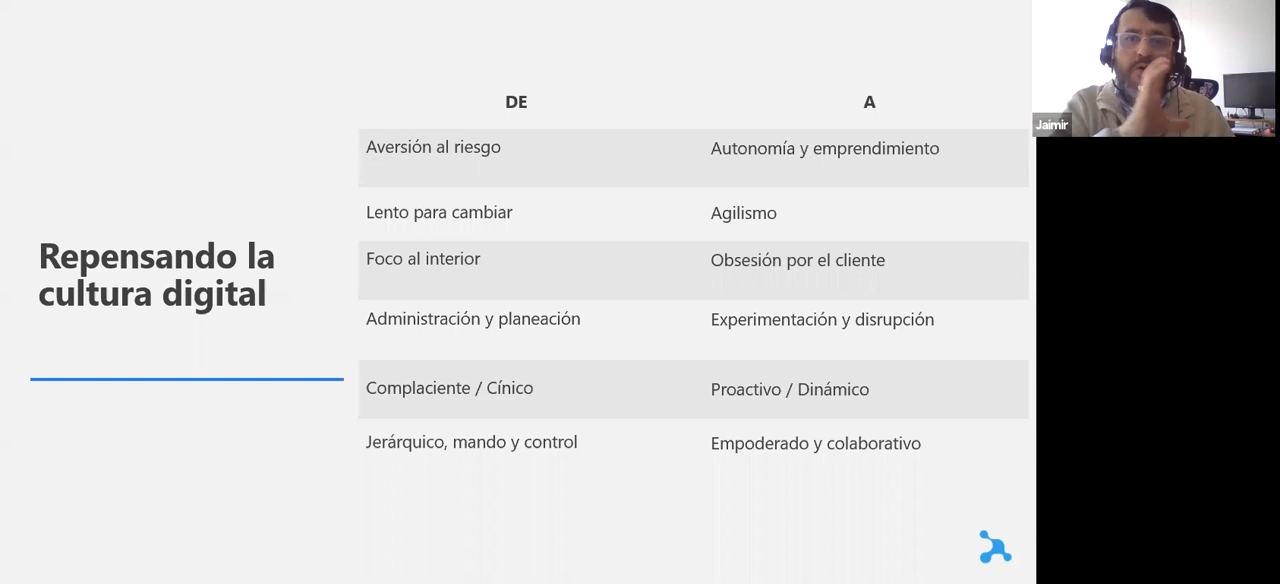 Repensando la
cultura digital
DE A
Aversión al riesgo Autonomía y emprendimiento
Lento para cambiar Agilismo
Foco al interior Obsesión por el cliente
Administración y planeación Experimentación y disrupción
Complaciente / Cínico Proactivo / Dinámico
Jerárquico, mando y control Empoderado y colaborativo
Jaimir